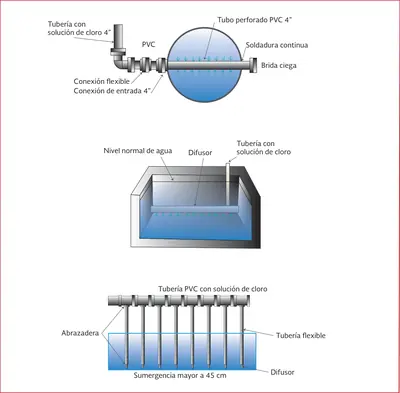 Tubería con
solución de cloro 4"
PVC
Tubo perforado PVC 4"
Soldadura continua
Brida ciega
Conexión flexible
Conexión de entrada 4"
Nivel normal de agua
Difusor
Tubería con
solución de cloro
Tubería PVC con solución de cloro
Abrazadera
Tubería flexible
Difusor
Sumergencia mayor a 45 cm